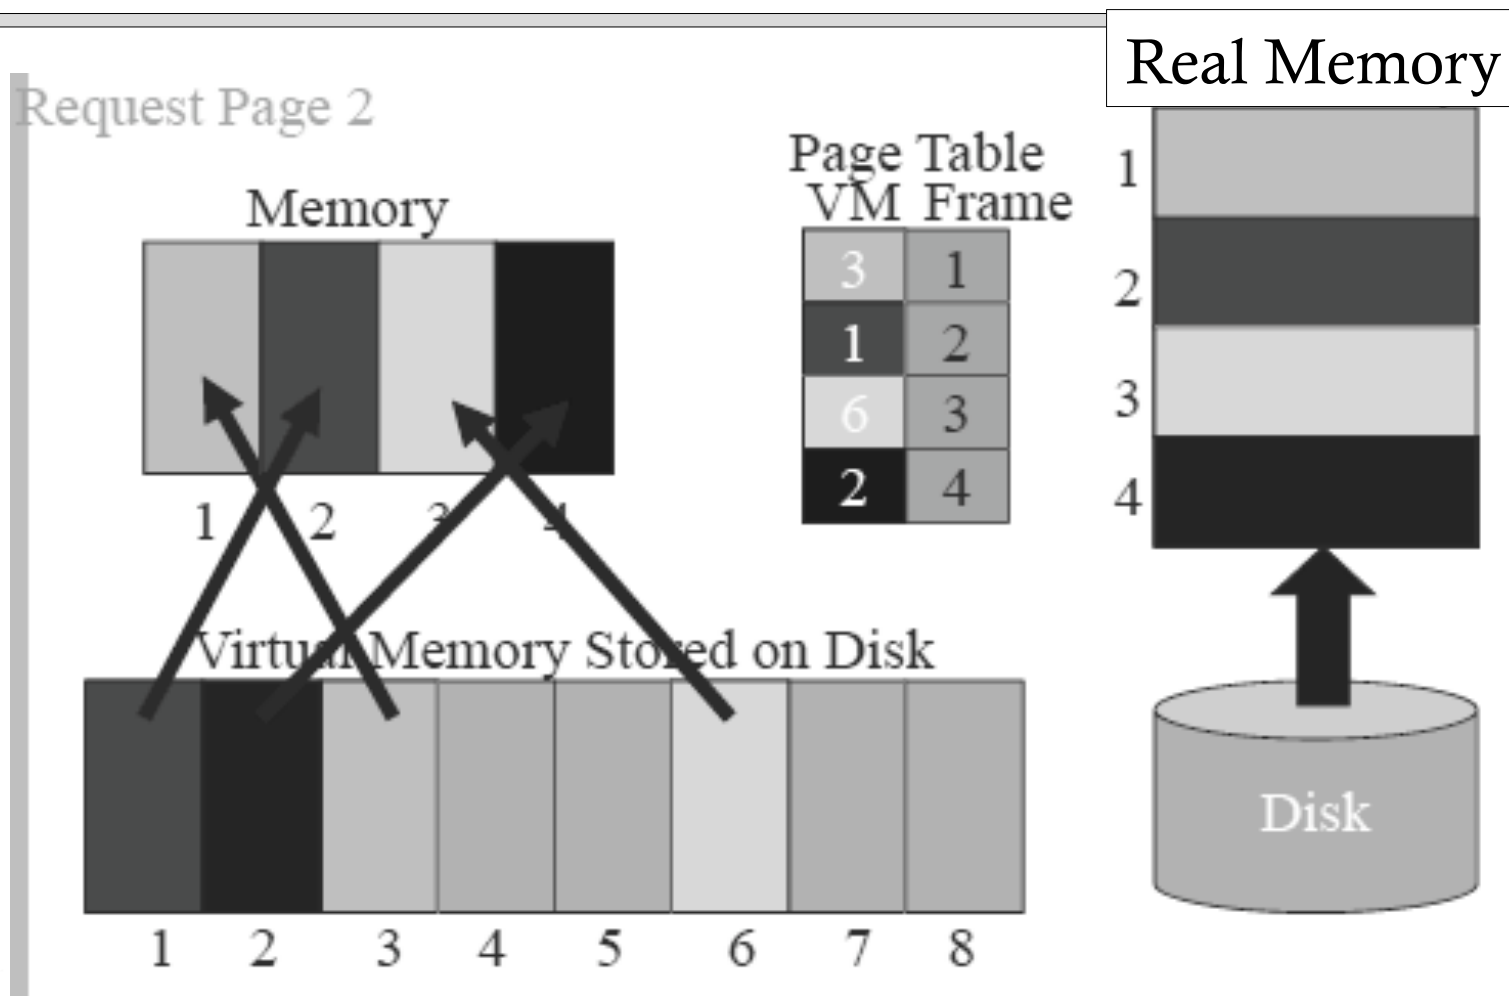 Real Memory
Request Page 2
Page Table
VM Frame
Memory
3 1
1 2
6 3
2 4
1 2 3 4
1
2
3
4
Virtual Memory Stored on Disk
1 2 3 4 5 6 7 8
Disk